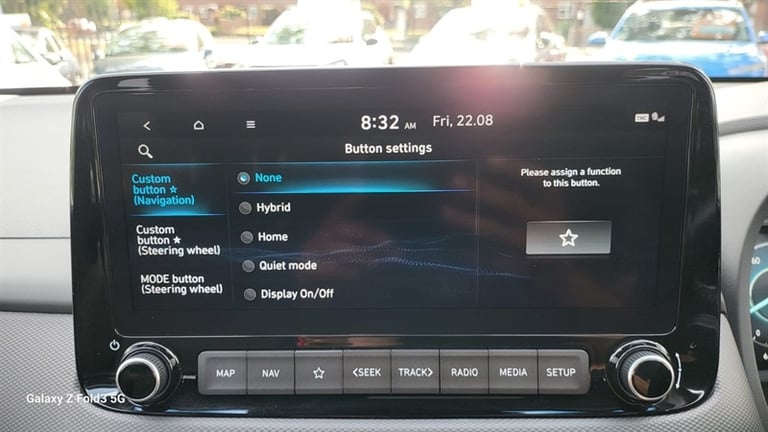 8:32 AM Fri, 22.08
Button settings
Custom
button ☆
(Navigation)
Custom
button ★
(Steering wheel)
MODE button
(Steering wheel)
None
Hybrid
Home
Quiet mode
Display On/Off
Please assign a function
to this button.
MAP NAV ☆ <SEEK TRACK> RADIO MEDIA SETUP
Galaxy Z Fold3 5G